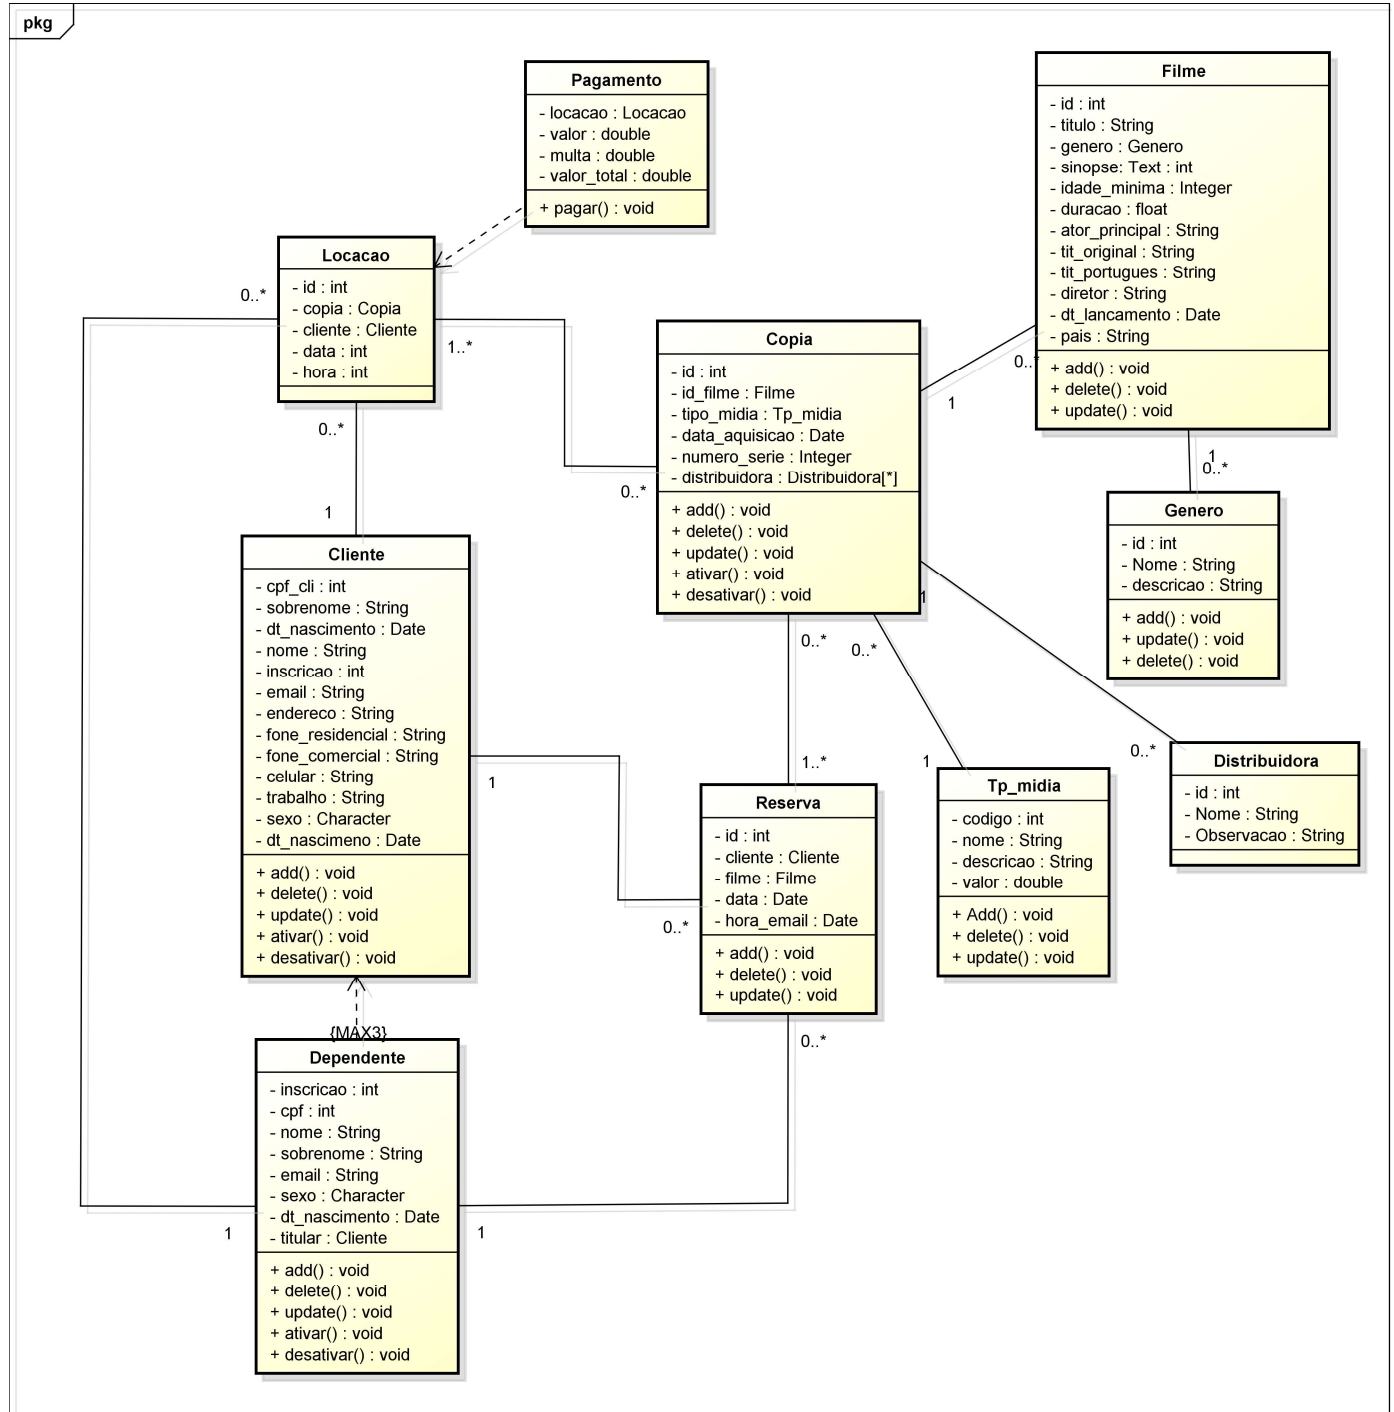 pkg
Pagamento
- locacao : Locacao
- valor : double
- multa : double
- valor_total : double
+ pagar() : void
Filme
- id : int
- titulo : String
- genero : Genero
- sinopse: Text : int
- idade_minima : Integer
- duracao : float
- ator_principal : String
- tit_original : String
- tit_portugues : String
- diretor : String
- dt_lancamento : Date
- pais : String
+ add() : void
+ delete() : void
+ update() : void
Locacao
- id : int
- copia : Copia
- cliente : Cliente
- data : int
- hora : int
0..*
1..*
0..*
1
Copia
- id : int
- id_filme : Filme
- tipo_midia : Tp_midia
- data_aquisicao : Date
- numero_serie : Integer
- distribuidora : Distribuidora[*]
+ add() : void
+ delete() : void
+ update() : void
+ ativar() : void
+ desativar() : void
0..*
1
0..*
1
0..*
Genero
- id : int
- Nome : String
- descricao : String
+ add() : void
+ update() : void
+ delete() : void
Cliente
- cpf_cli : int
- sobrenome : String
- dt_nascimento : Date
- nome : String
- inscricao : int
- email : String
- endereco : String
- fone_residencial : String
- fone_comercial : String
- celular : String
- trabalho : String
- sexo : Character
- dt_nascimeno : Date
+ add() : void
+ delete() : void
+ update() : void
+ ativar() : void
+ desativar() : void
1
0..*
0..*
0..*
1
1..*
1
0..*
Distribuidora
- id : int
- Nome : String
- Observacao : String
Tp_midia
- codigo : int
- nome : String
- descricao : String
- valor : double
+ Add() : void
+ delete() : void
+ update() : void
Reserva
- id : int
- cliente : Cliente
- filme : Filme
- data : Date
- hora_email : Date
+ add() : void
+ delete() : void
+ update() : void
0..*
{MAX3}
Dependente
- inscricao : int
- cpf : int
- nome : String
- sobrenome : String
- email : String
- sexo : Character
- dt_nascimento : Date
- titular : Cliente
+ add() : void
+ delete() : void
+ update() : void
+ ativar() : void
+ desativar() : void
1
1